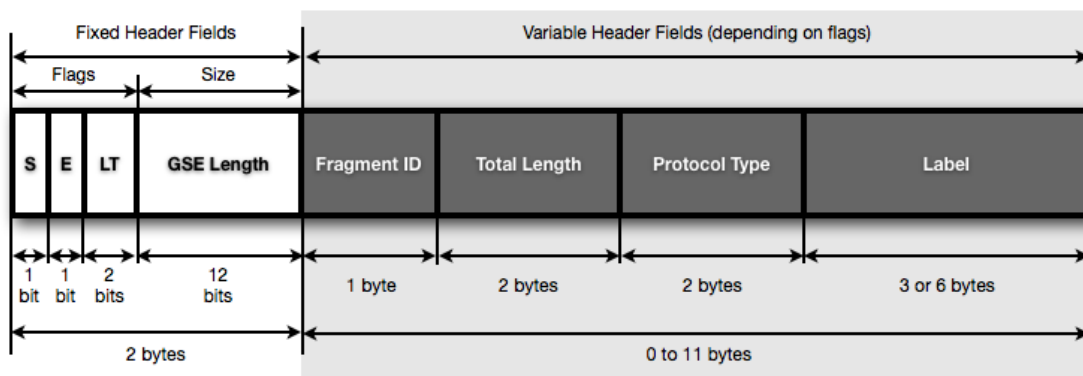 Fixed Header Fields
Variable Header Fields (depending on flags)
Flags
Size
S
E
LT
GSE Length
Fragment ID
Total Length
Protocol Type
Label
1
bit
1
bit
2
bits
12
bits
1 byte
2 bytes
2 bytes
3 or 6 bytes
2 bytes
0 to 11 bytes